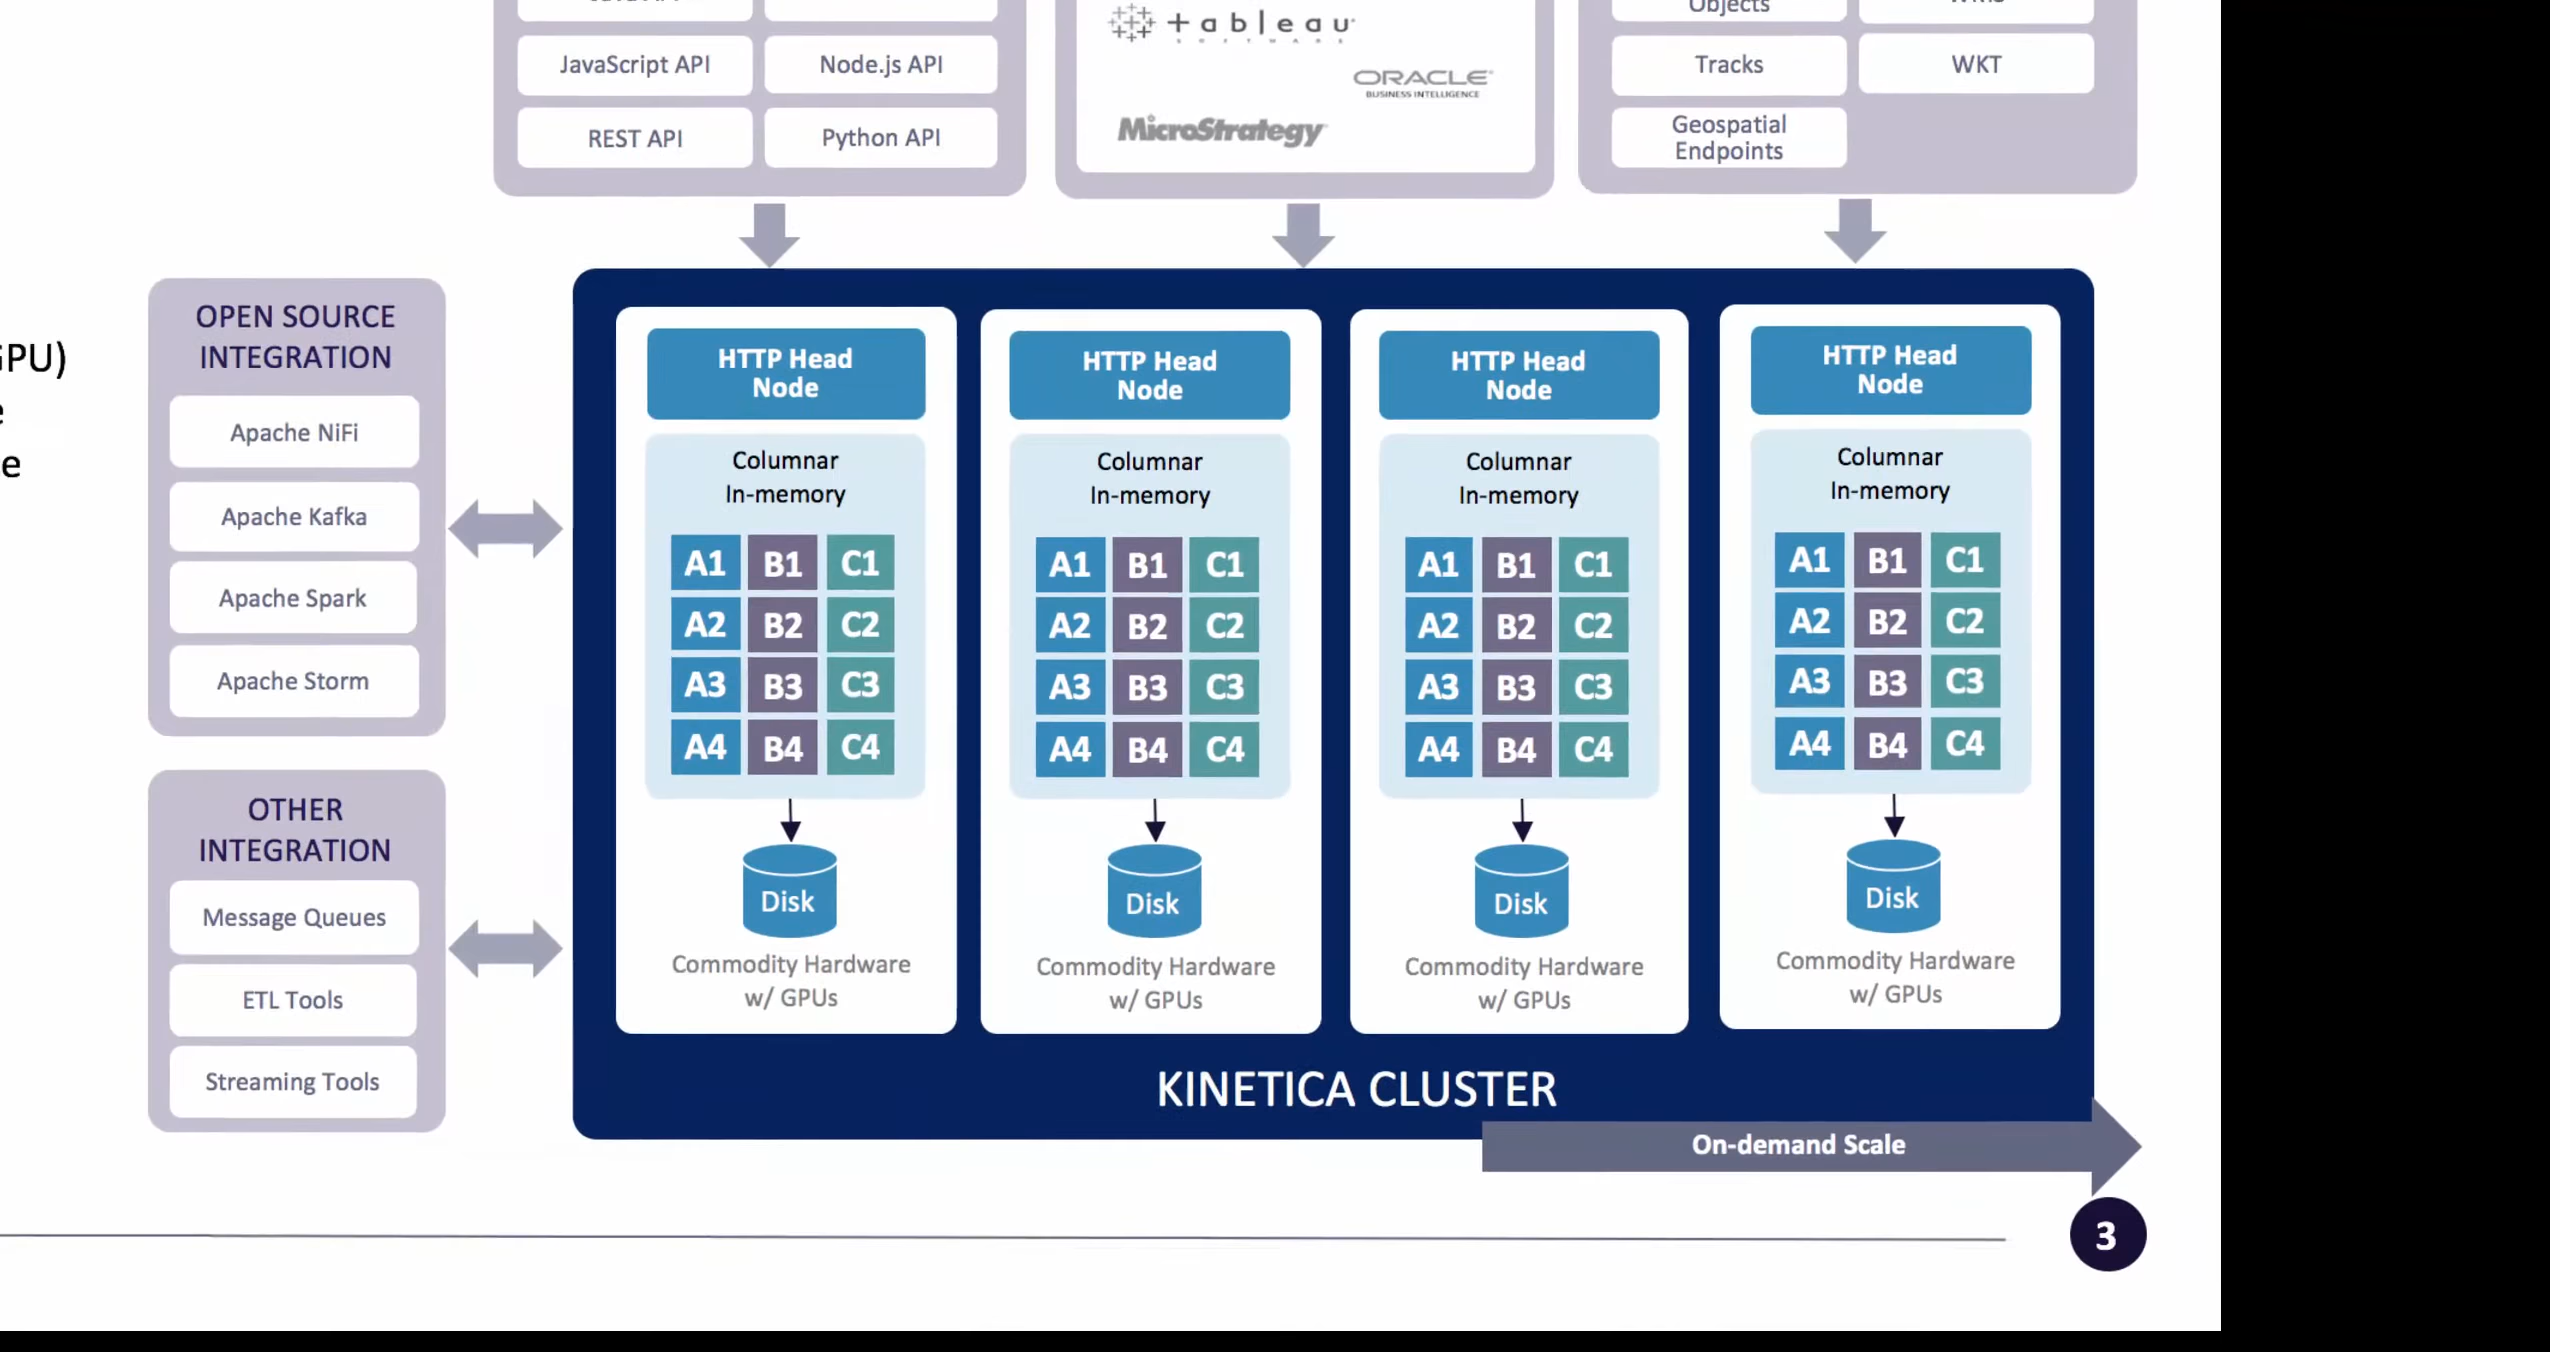 Objects
JavaScript API
Node.js API
REST API
Python API
+ a b l e a u
S O F T W A R E
ORACLE
BUSINESS INTELLIGENCE
MicroStrategy
Tracks
WKT
Geospatial
Endpoints
GPU)
e
e
OPEN SOURCE
INTEGRATION
Apache NiFi
Apache Kafka
Apache Spark
Apache Storm
OTHER
INTEGRATION
Message Queues
ETL Tools
Streaming Tools
HTTP Head
Node
Columnar
In-memory
A1 B1 C1
A2 B2 C2
A3 B3 C3
A4 B4 C4
Disk
Commodity Hardware
w/ GPUs
HTTP Head
Node
Columnar
In-memory
A1 B1 C1
A2 B2 C2
A3 B3 C3
A4 B4 C4
Disk
Commodity Hardware
w/ GPUs
HTTP Head
Node
Columnar
In-memory
A1 B1 C1
A2 B2 C2
A3 B3 C3
A4 B4 C4
Disk
Commodity Hardware
w/ GPUs
HTTP Head
Node
Columnar
In-memory
A1 B1 C1
A2 B2 C2
A3 B3 C3
A4 B4 C4
Disk
Commodity Hardware
w/ GPUs
KINETICA CLUSTER
On-demand Scale
3